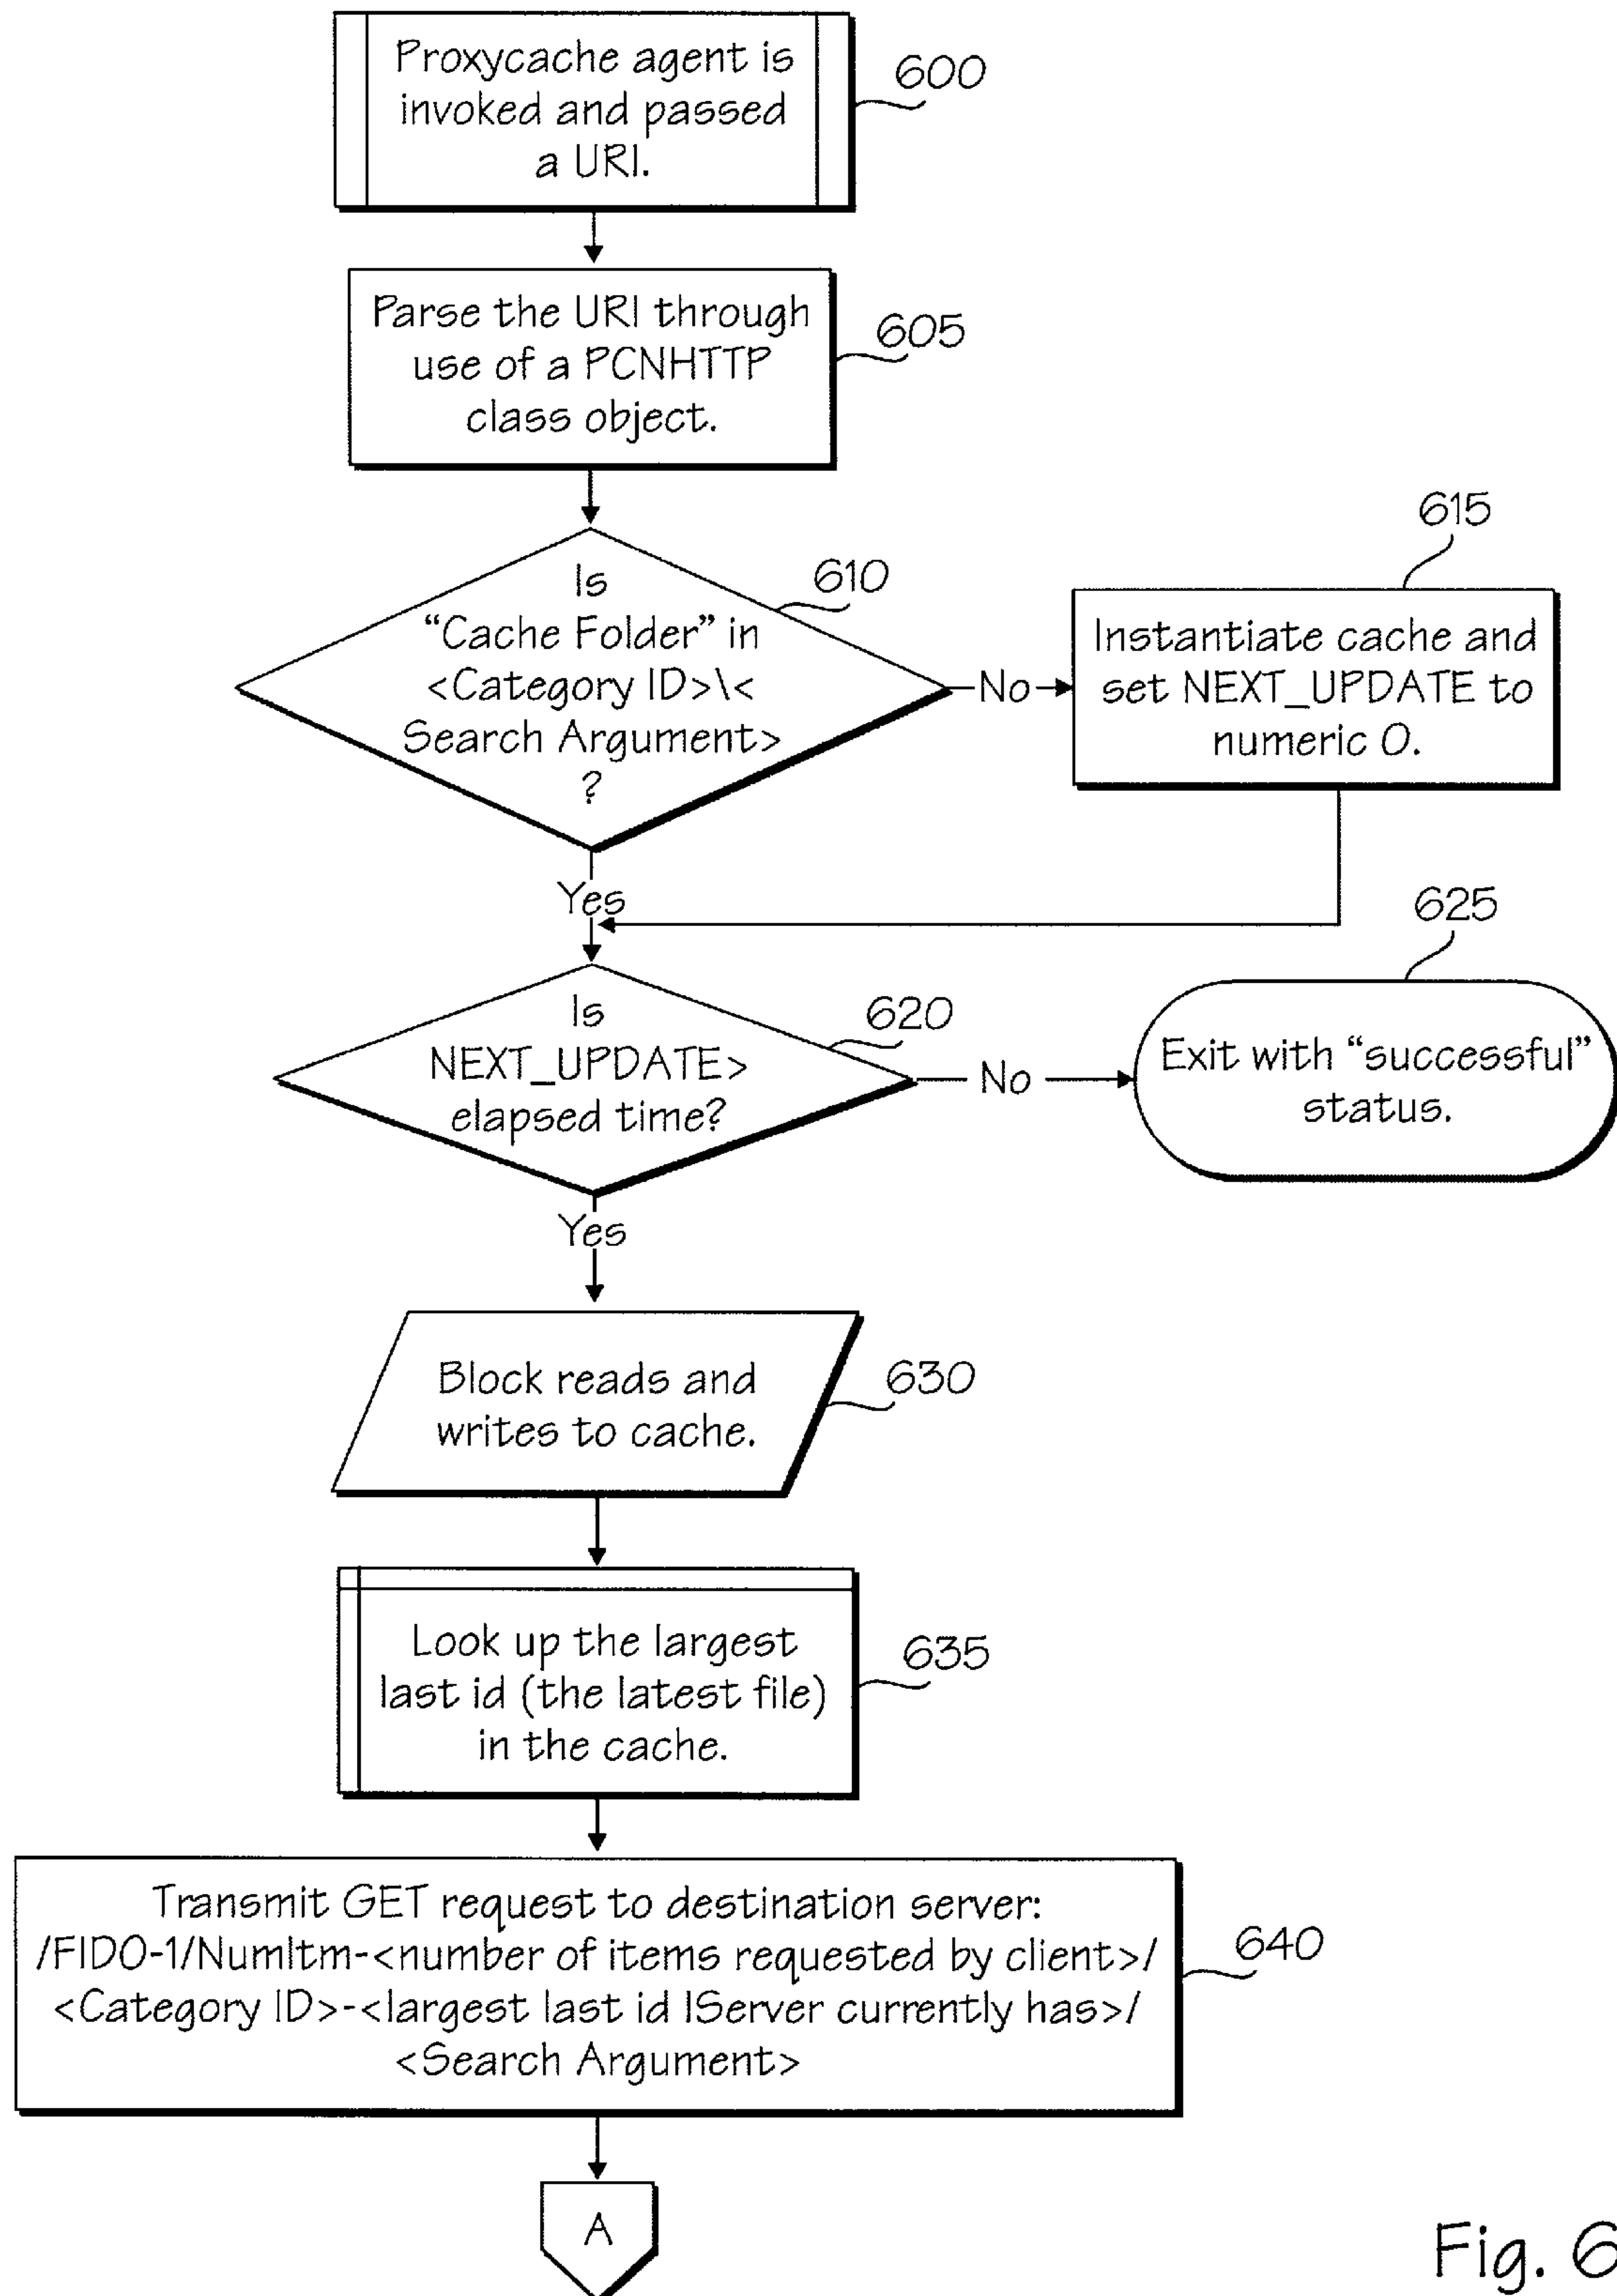 Proxycache agent is
invoked and passed
a URI.
600
Parse the URI through
use of a PCNHTTP
class object.
605
Is
“Cache Folder” in
<Category ID>\<
Search Argument>
?
610
No
615
Instantiate cache and
set NEXT_UPDATE to
numeric 0.
Yes
Is
NEXT_UPDATE>
elapsed time?
620
No
625
Exit with “successful”
status.
Yes
Block reads and
writes to cache.
630
Look up the largest
last id (the latest file)
in the cache.
635
Transmit GET request to destination server:
/FIDO-1/NumItm-<number of items requested by client>/
<Category ID>-<largest last id IServer currently has>/
<Search Argument>
640
A
Fig. 6